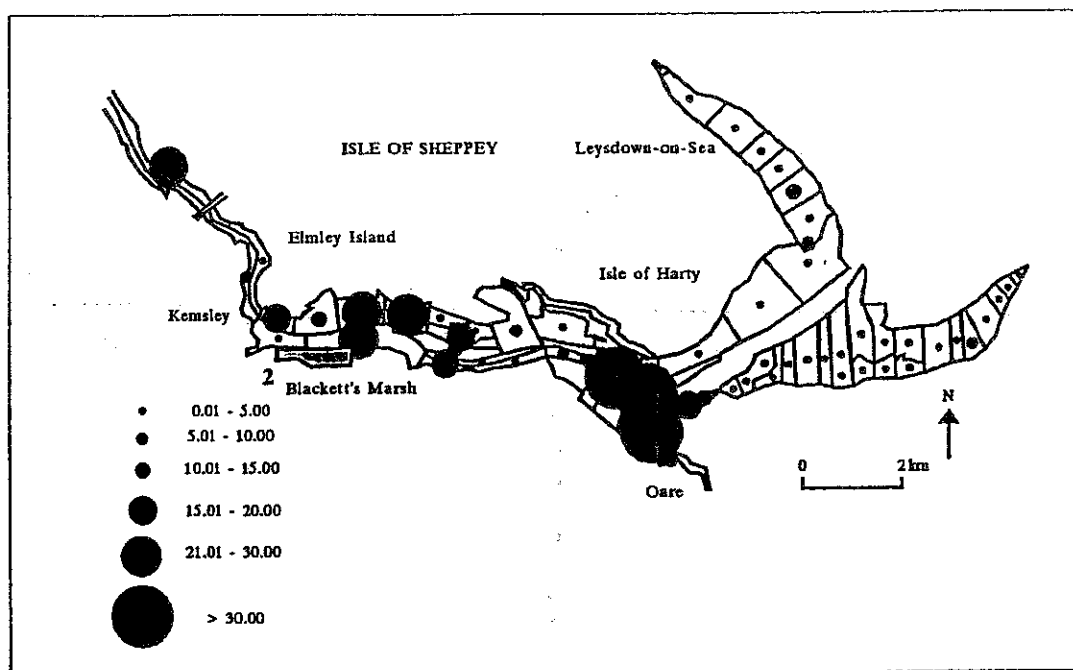 ISLE OF SHEPPEY
Leysdown-on-Sea
Elmley Island
Isle of Harty
Kemsley
2
Blackett's Marsh
Oare
N
0 2 km
0.01 - 5.00
5.01 - 10.00
10.01 - 15.00
15.01 - 20.00
21.01 - 30.00
> 30.00